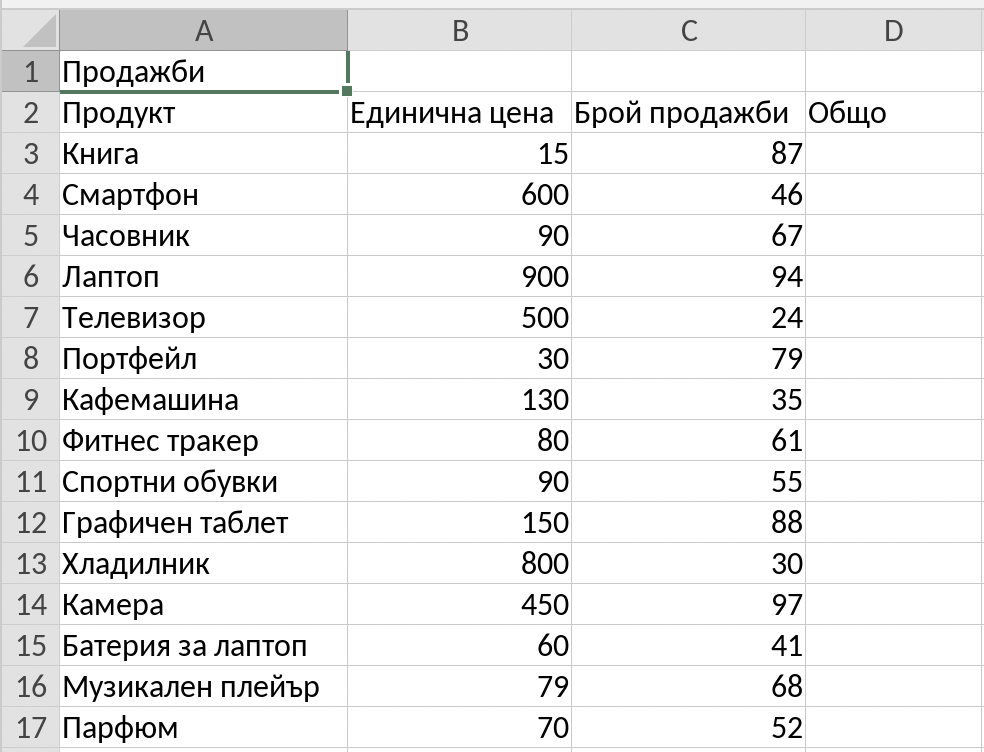 A B C D
1 Продажби
2 Продукт Единична цена Брой продажби Общо
3 Книга 15 87
4 Смартфон 600 46
5 Часовник 90 67
6 Лаптоп 900 94
7 Телевизор 500 24
8 Портфейл 30 79
9 Кафемашина 130 35
10 Фитнес тракер 80 61
11 Спортни обувки 90 55
12 Графичен таблет 150 88
13 Хладилник 800 30
14 Камера 450 97
15 Батерия за лаптоп 60 41
16 Музикален плейър 79 68
17 Парфюм 70 52